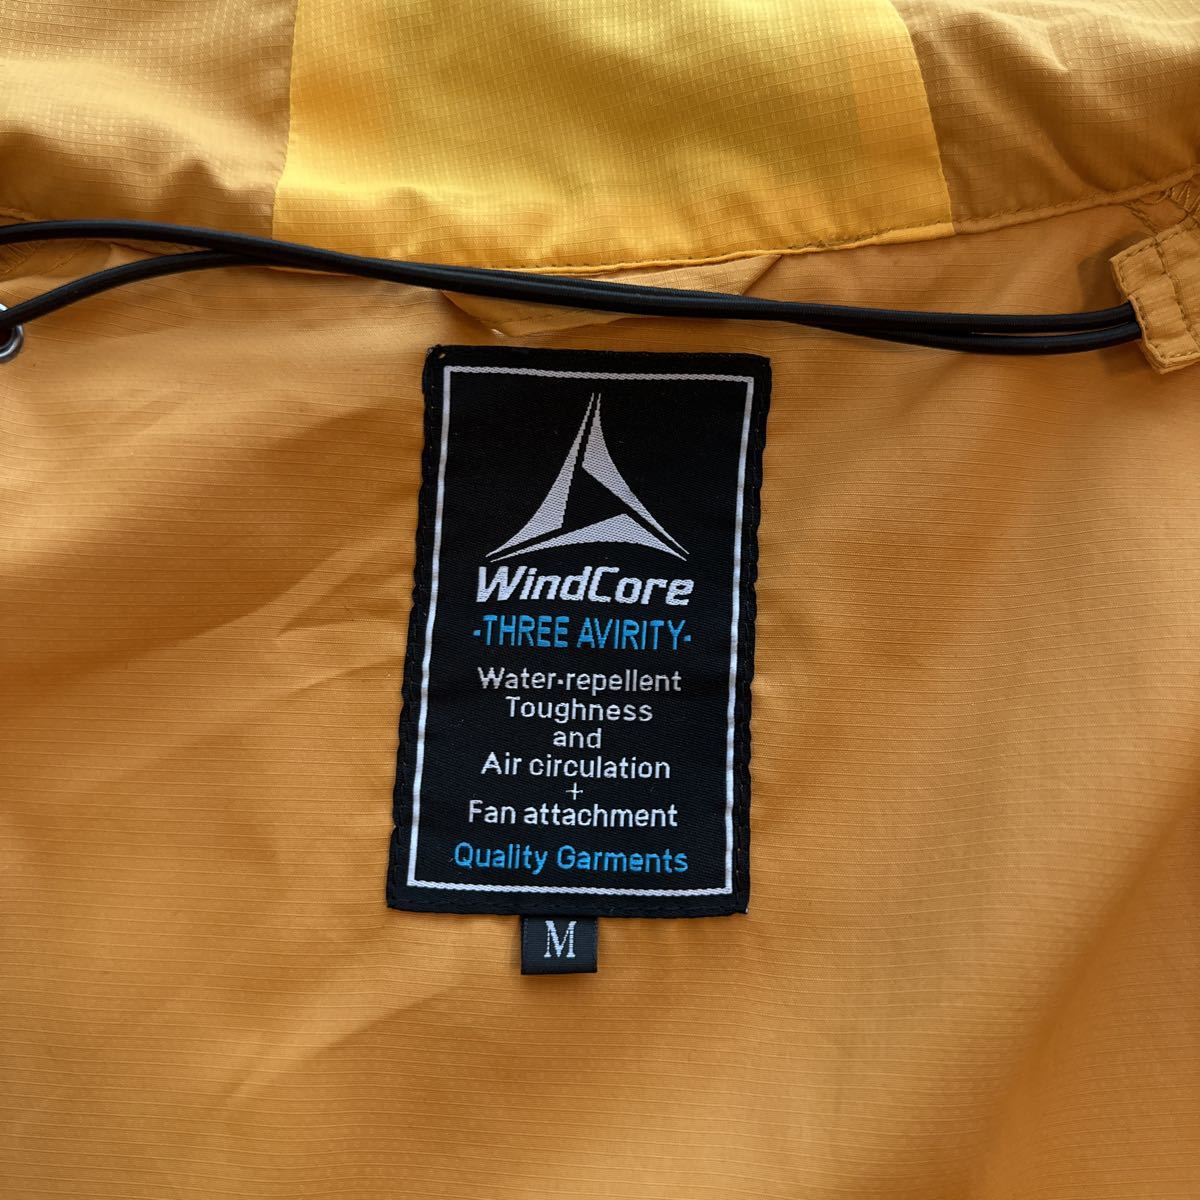 WindCore
-THREE AVIRITY-
Water-repellent
Toughness
and
Air circulation
+
Fan attachment
Quality Garments
M